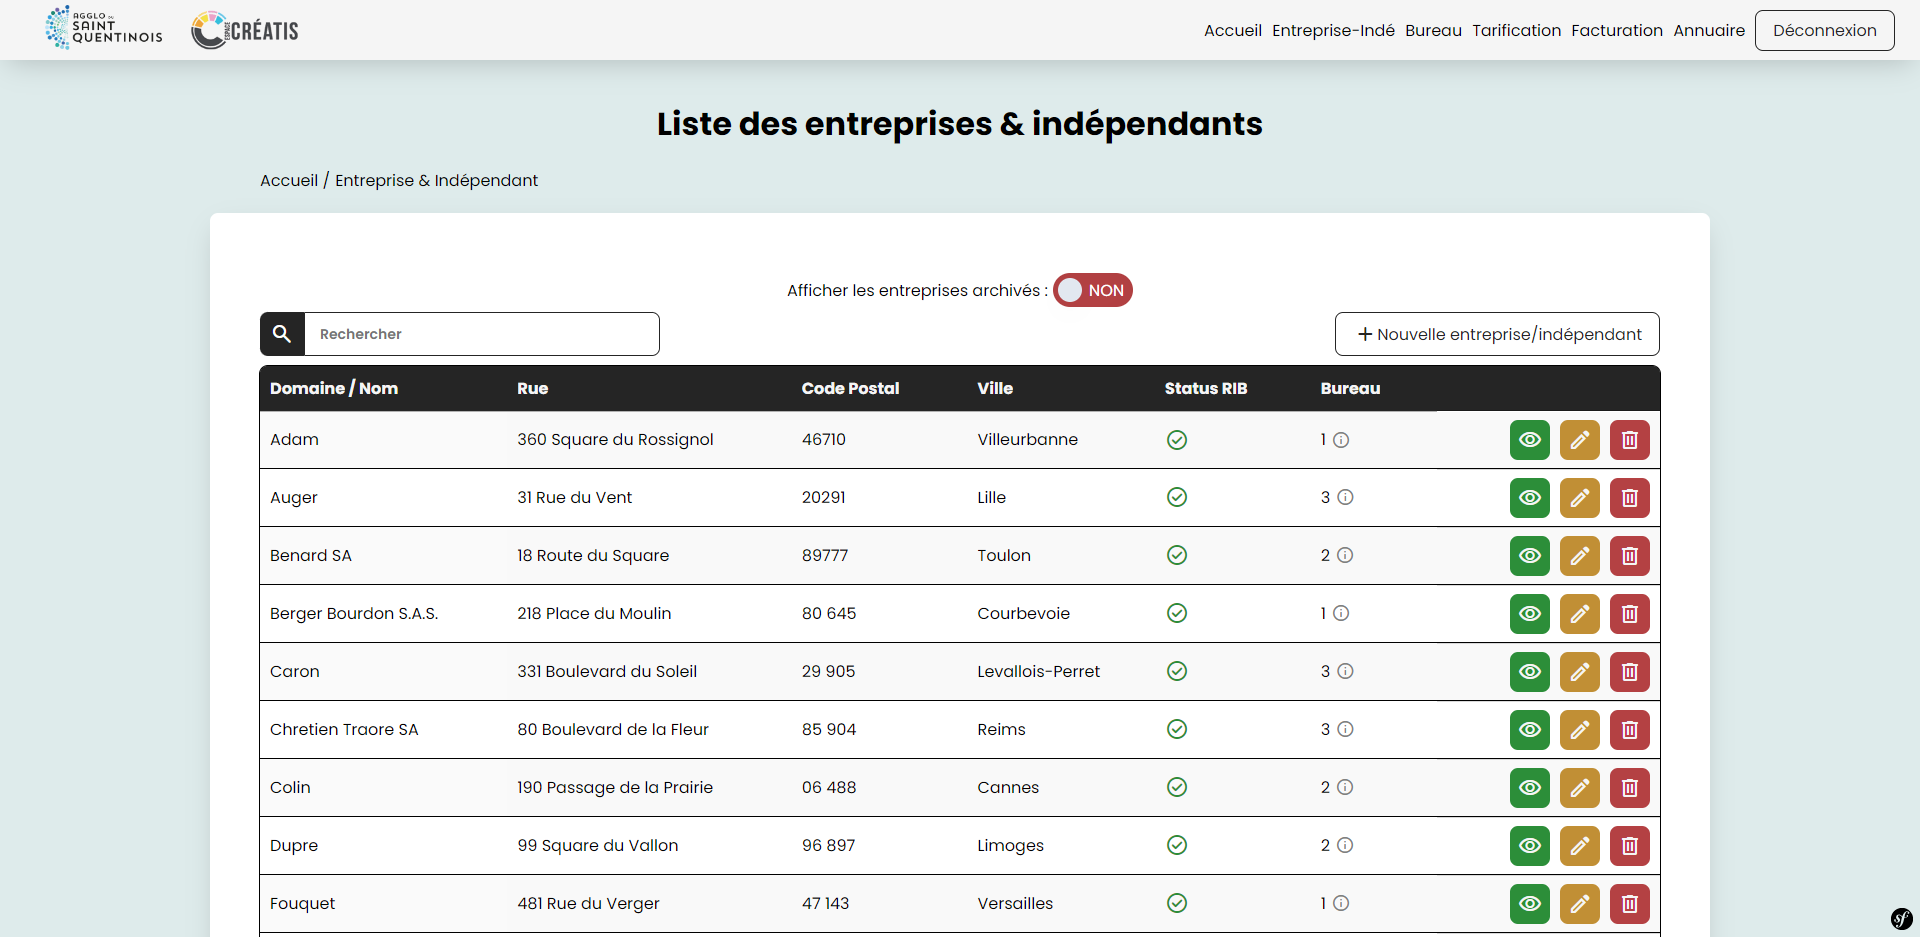 AGGLO DU
SAINT
QUENTINOIS
ESPACE
CRÉATIS
Accueil Entreprise-Indé Bureau Tarification Facturation Annuaire Déconnexion
Liste des entreprises & indépendants
Accueil / Entreprise & Indépendant
Afficher les entreprises archivés : NON
Rechercher
Nouvelle entreprise/indépendant
Domaine / Nom Rue Code Postal Ville Status RIB Bureau
Adam 360 Square du Rossignol 46710 Villeurbanne 1
Auger 31 Rue du Vent 20291 Lille 3
Benard SA 18 Route du Square 89777 Toulon 2
Berger Bourdon S.A.S. 218 Place du Moulin 80 645 Courbevoie 1
Caron 331 Boulevard du Soleil 29 905 Levallois-Perret 3
Chretien Traore SA 80 Boulevard de la Fleur 85 904 Reims 3
Colin 190 Passage de la Prairie 06 488 Cannes 2
Dupre 99 Square du Vallon 96 897 Limoges 2
Fouquet 481 Rue du Verger 47 143 Versailles 1
sf